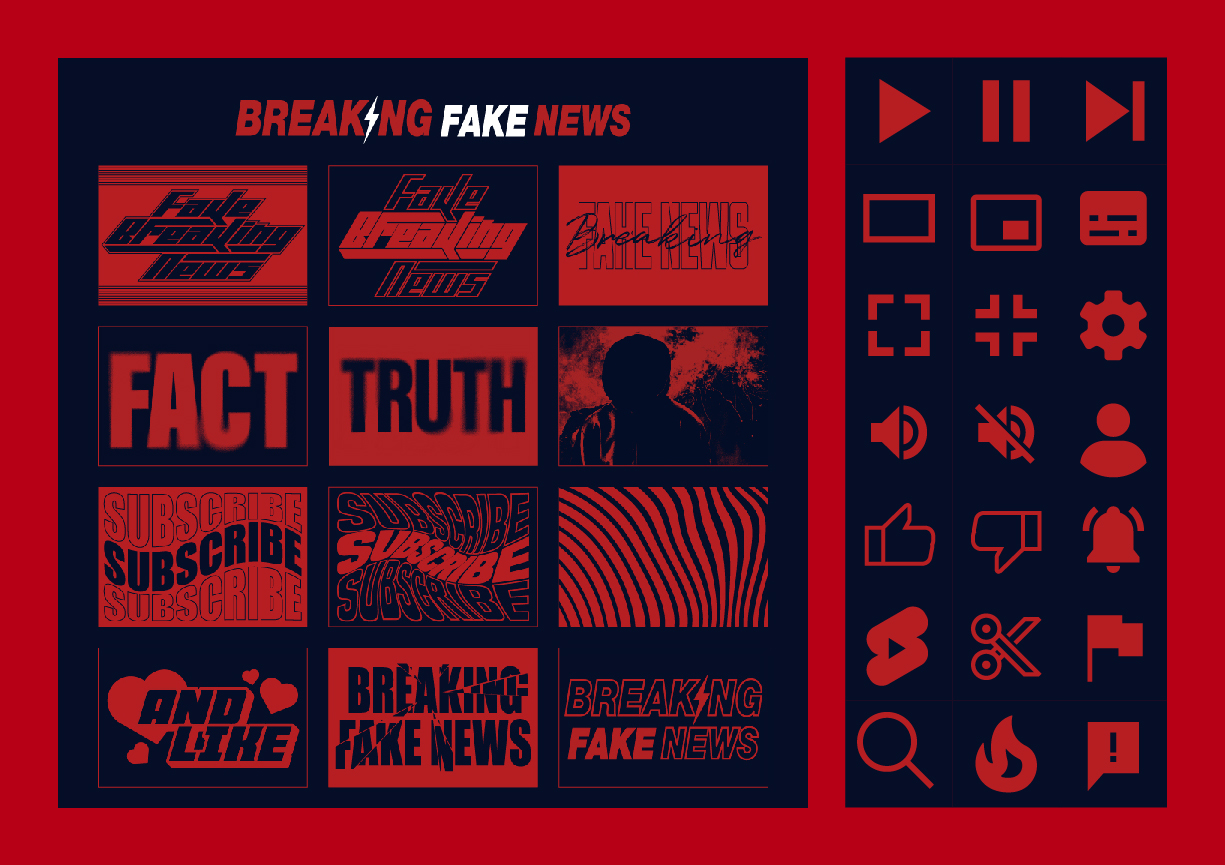 BREAKING FAKE NEWS
Fake
Breaking
News
Fake
Breaking
News
FAKE NEWS
Breaking
FACT
TRUTH
SUBSCRIBE
SUBSCRIBE
SUBSCRIBE
SUBSCRIBE
SUBSCRIBE
SUBSCRIBE
AND
LIKE
BREAKING
FAKE NEWS
BREAKING
FAKE NEWS